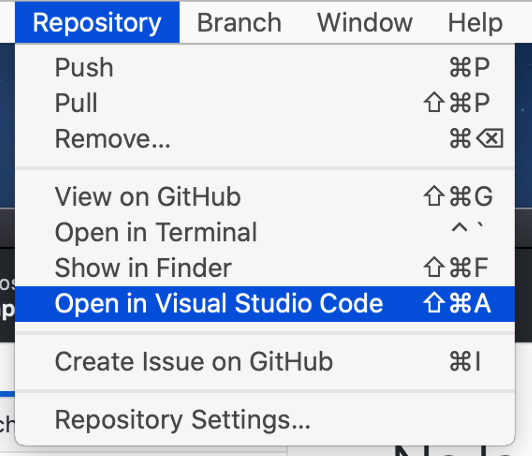 Repository Branch Window Help
Push ⌘P
Pull ⇧⌘P
Remove... ⌘⌫
View on GitHub ⇧⌘G
Open in Terminal ⌃`
Show in Finder ⇧⌘F
Open in Visual Studio Code ⇧⌘A
Create Issue on GitHub ⌘I
Repository Settings...